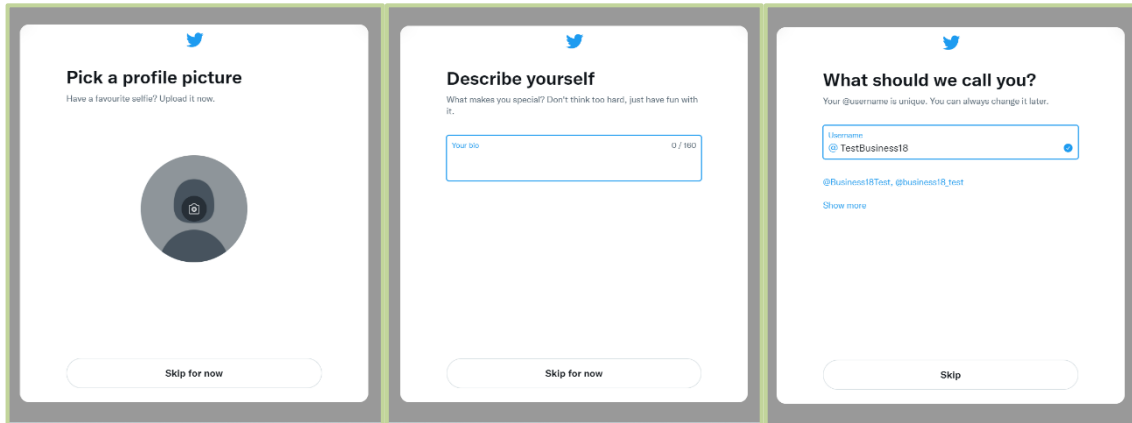 Pick a profile picture
Have a favourite selfie? Upload it now.
Skip for now
Describe yourself
What makes you special? Don't think too hard, just have fun with
it.
Your bio
0 / 160
Skip for now
What should we call you?
Your @username is unique. You can always change it later.
Username
@ TestBusiness18
@Business18Test, @business18_test
Show more
Skip